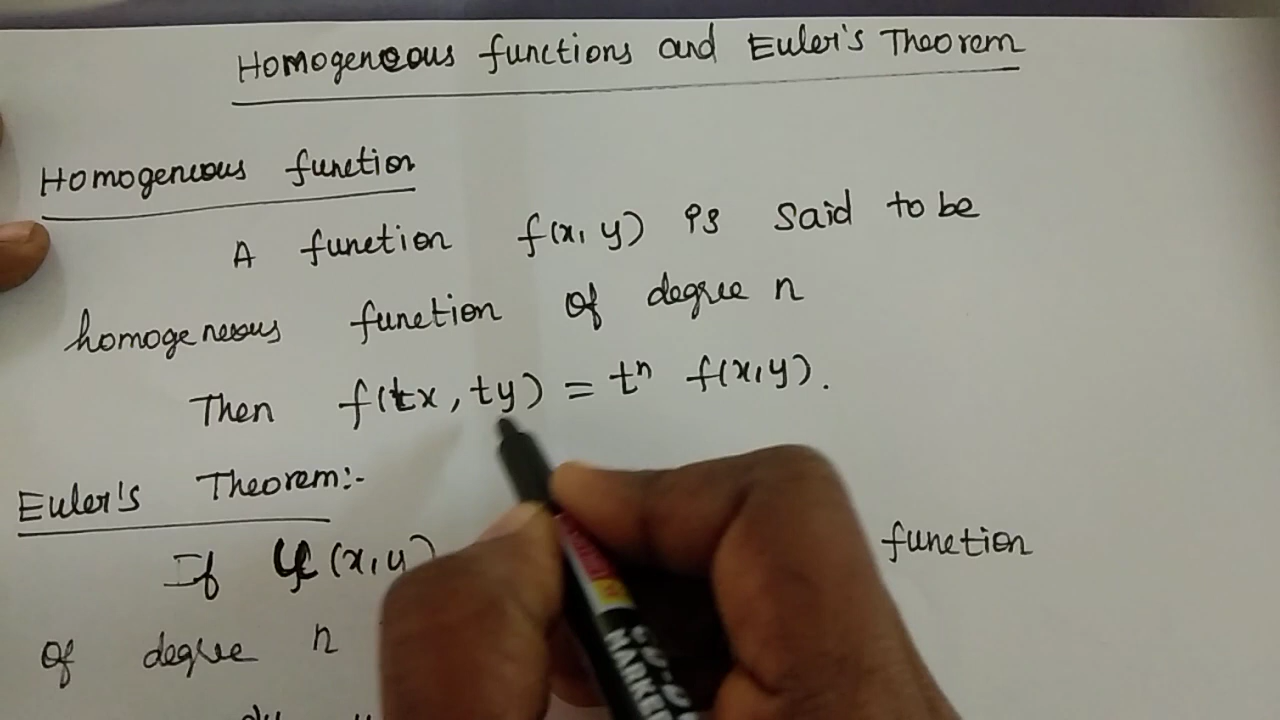 Homogeneous functions and Euler's Theorem
Homogeneous function
A function f(x, y) is said to be
homogeneous function of degree n
Then f(tx, ty) = tⁿ f(x, y).
Euler's Theorem:-
If (x, y) function
of degree n
MARKER